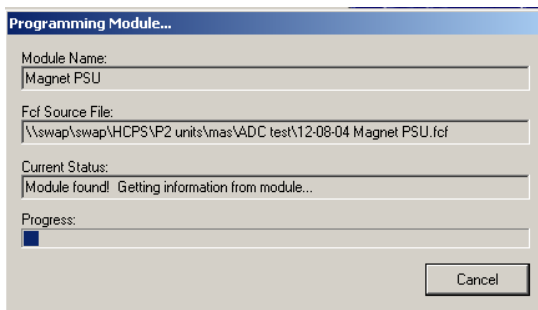 Programming Module...
Module Name:
Magnet PSU
Fcf Source File:
\\swap\swap\HCPS\P2 units\mas\ADC test\12-08-04 Magnet PSU.fcf
Current Status:
Module found!  Getting information from module...
Progress:
Cancel